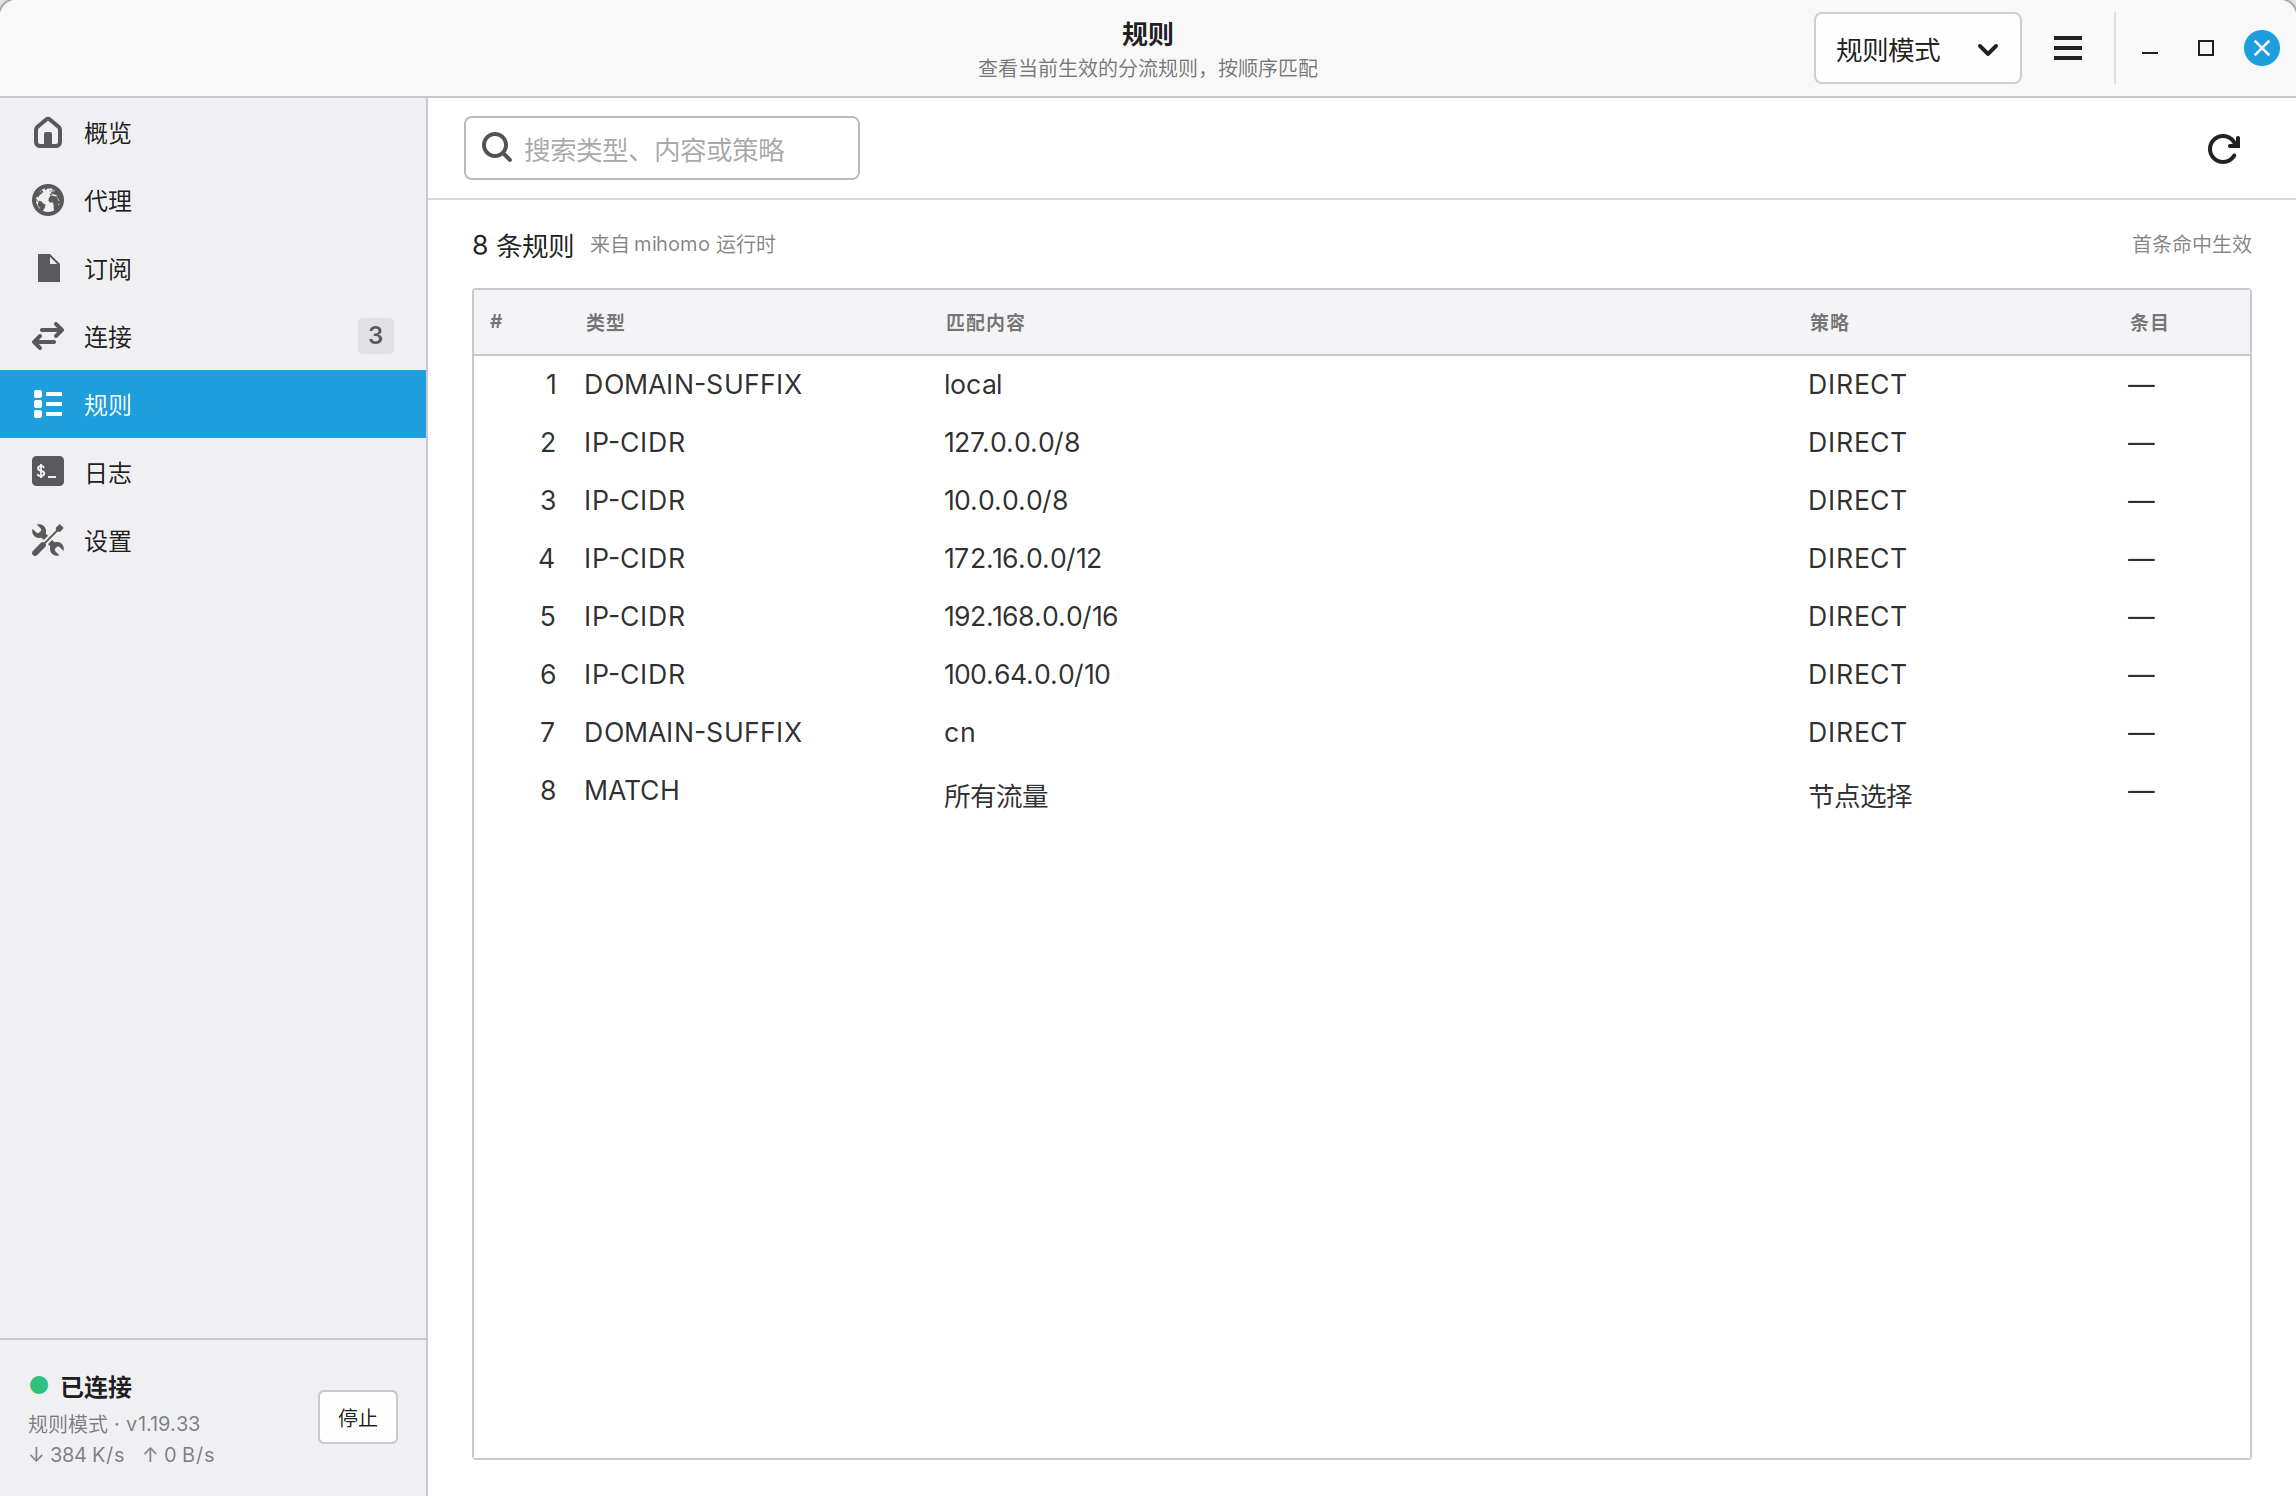 规则
查看当前生效的分流规则，按顺序匹配
规则模式
概览
代理
订阅
连接 3
规则
日志
设置
搜索类型、内容或策略
8 条规则 来自 mihomo 运行时 首条命中生效
# 类型 匹配内容 策略 条目
1 DOMAIN-SUFFIX local DIRECT —
2 IP-CIDR 127.0.0.0/8 DIRECT —
3 IP-CIDR 10.0.0.0/8 DIRECT —
4 IP-CIDR 172.16.0.0/12 DIRECT —
5 IP-CIDR 192.168.0.0/16 DIRECT —
6 IP-CIDR 100.64.0.0/10 DIRECT —
7 DOMAIN-SUFFIX cn DIRECT —
8 MATCH 所有流量 节点选择 —
已连接
规则模式 · v1.19.33
↓ 384 K/s ↑ 0 B/s
停止